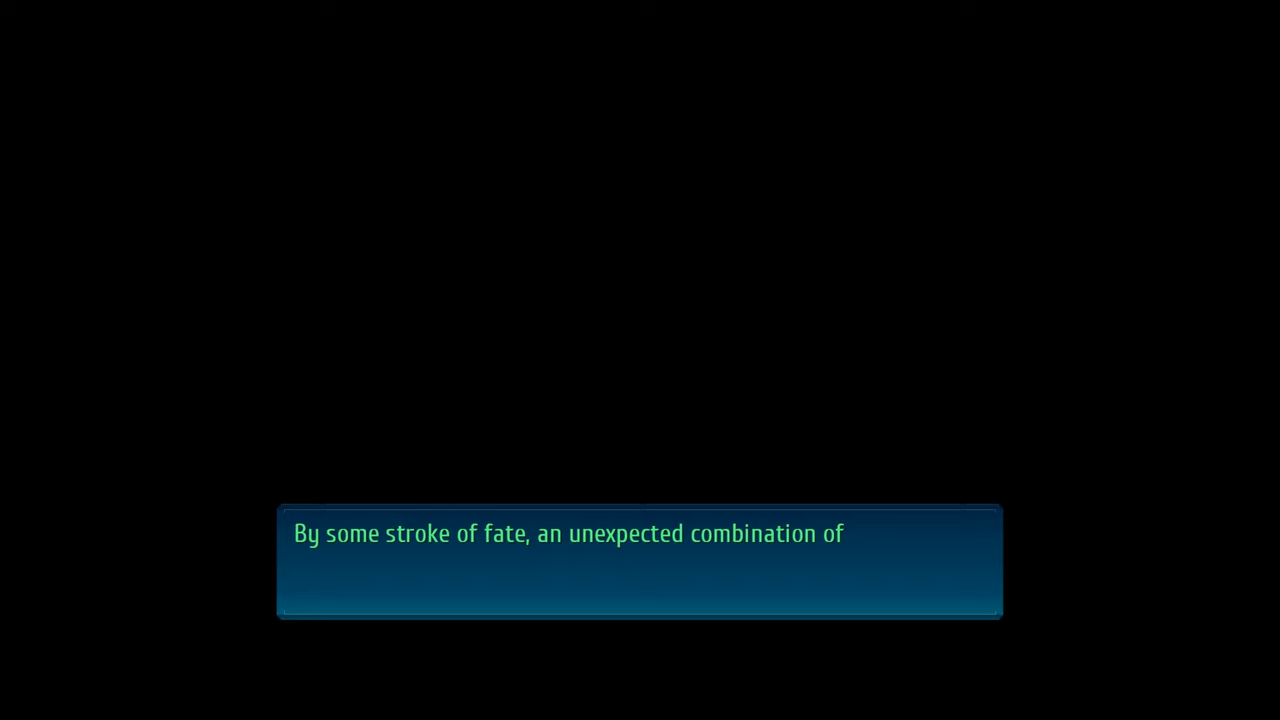 By some stroke of fate, an unexpected combination of